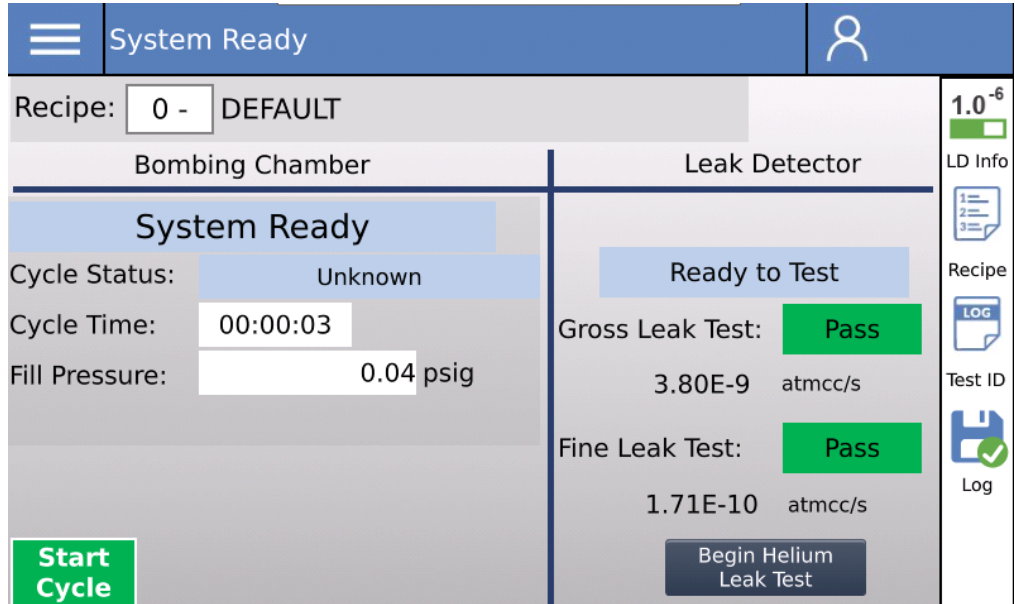 System Ready
Recipe: 0 - DEFAULT
Bombing Chamber
System Ready
Cycle Status: Unknown
Cycle Time: 00:00:03
Fill Pressure: 0.04 psig
Start
Cycle
Leak Detector
Ready to Test
Gross Leak Test: Pass
3.80E-9 atmcc/s
Fine Leak Test: Pass
1.71E-10 atmcc/s
Begin Helium
Leak Test
1.0-6
LD Info
1
2
3
Recipe
LOG
Test ID
Log